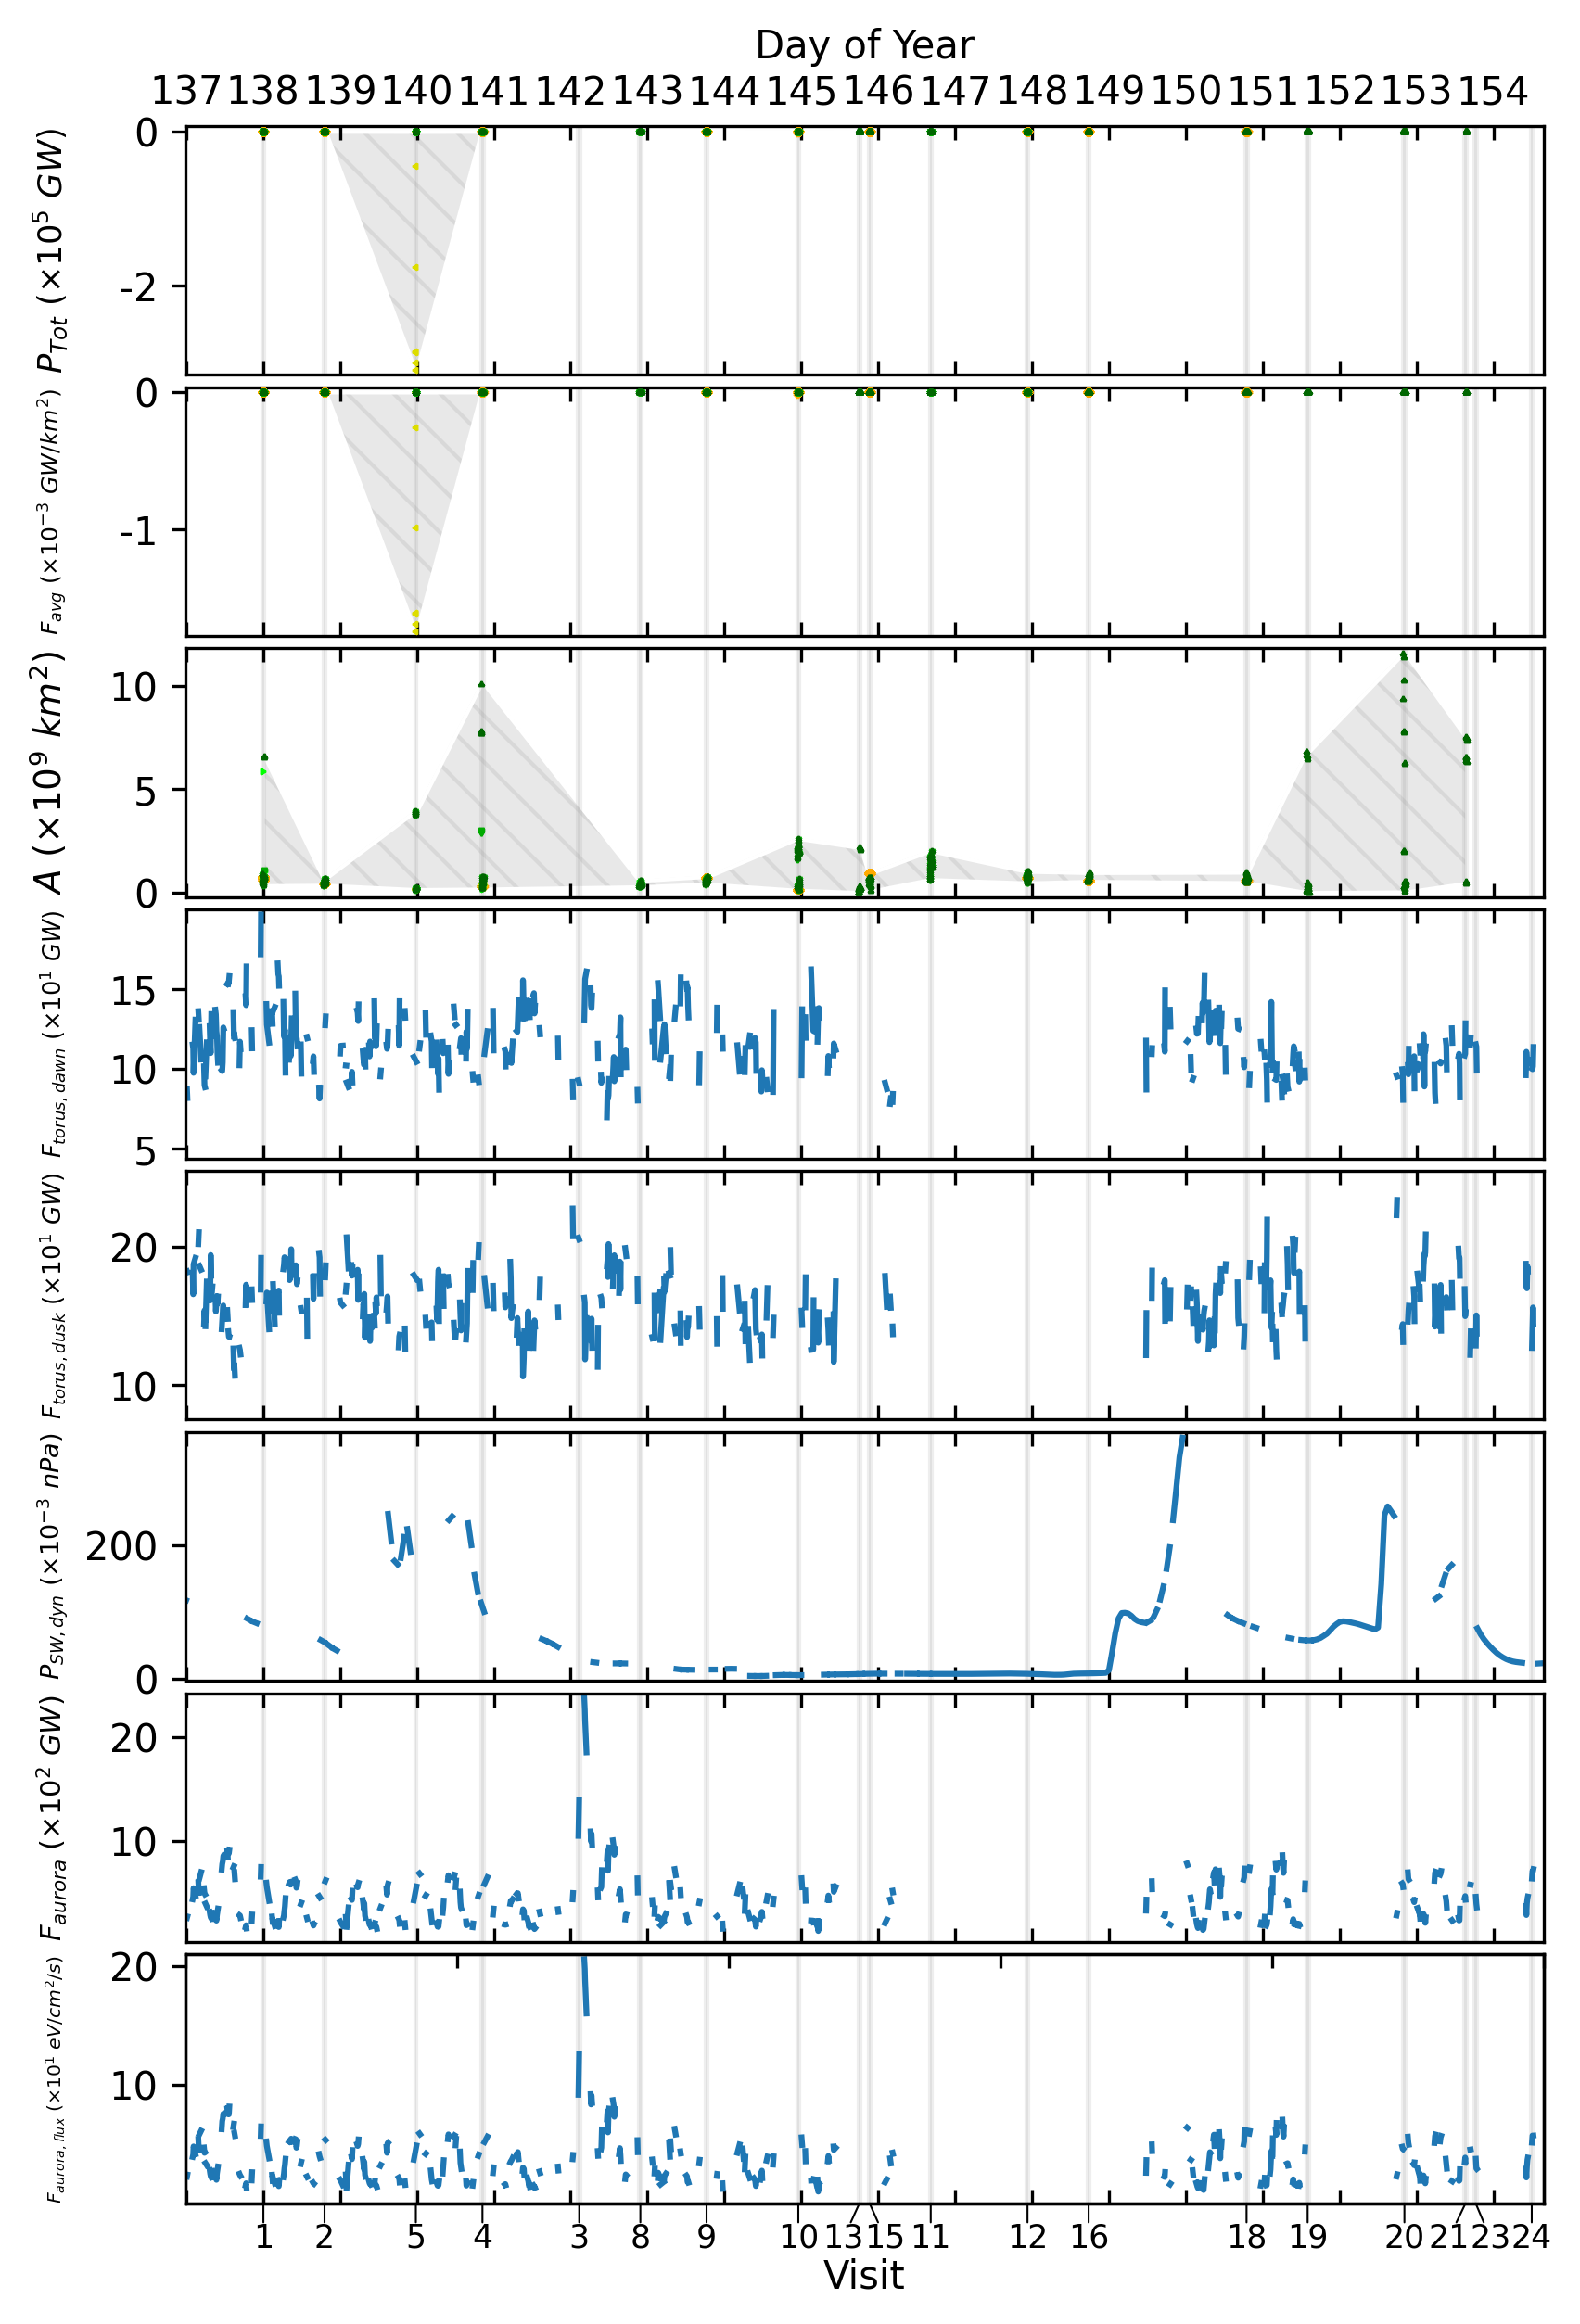 Day of Year
137 138 139 140 141 142 143 144 145 146 147 148 149 150 151 152 153 154
P_Tot (×10^5 GW)
0
-2
F_avg (×10^−3 GW/km^2)
0
-1
A (×10^9 km^2)
10
5
0
F_torus, dawn (×10^1 GW)
15
10
5
F_torus, dusk (×10^1 GW)
20
10
P_SW, dyn (×10^−3 nPa)
200
0
F_aurora (×10^2 GW)
20
10
F_aurora, flux (×10^1 eV/cm^2/s)
20
10
1 2 5 4 3 8 9 10 13 15 11 12 16 18 19 20 21 23 24
Visit